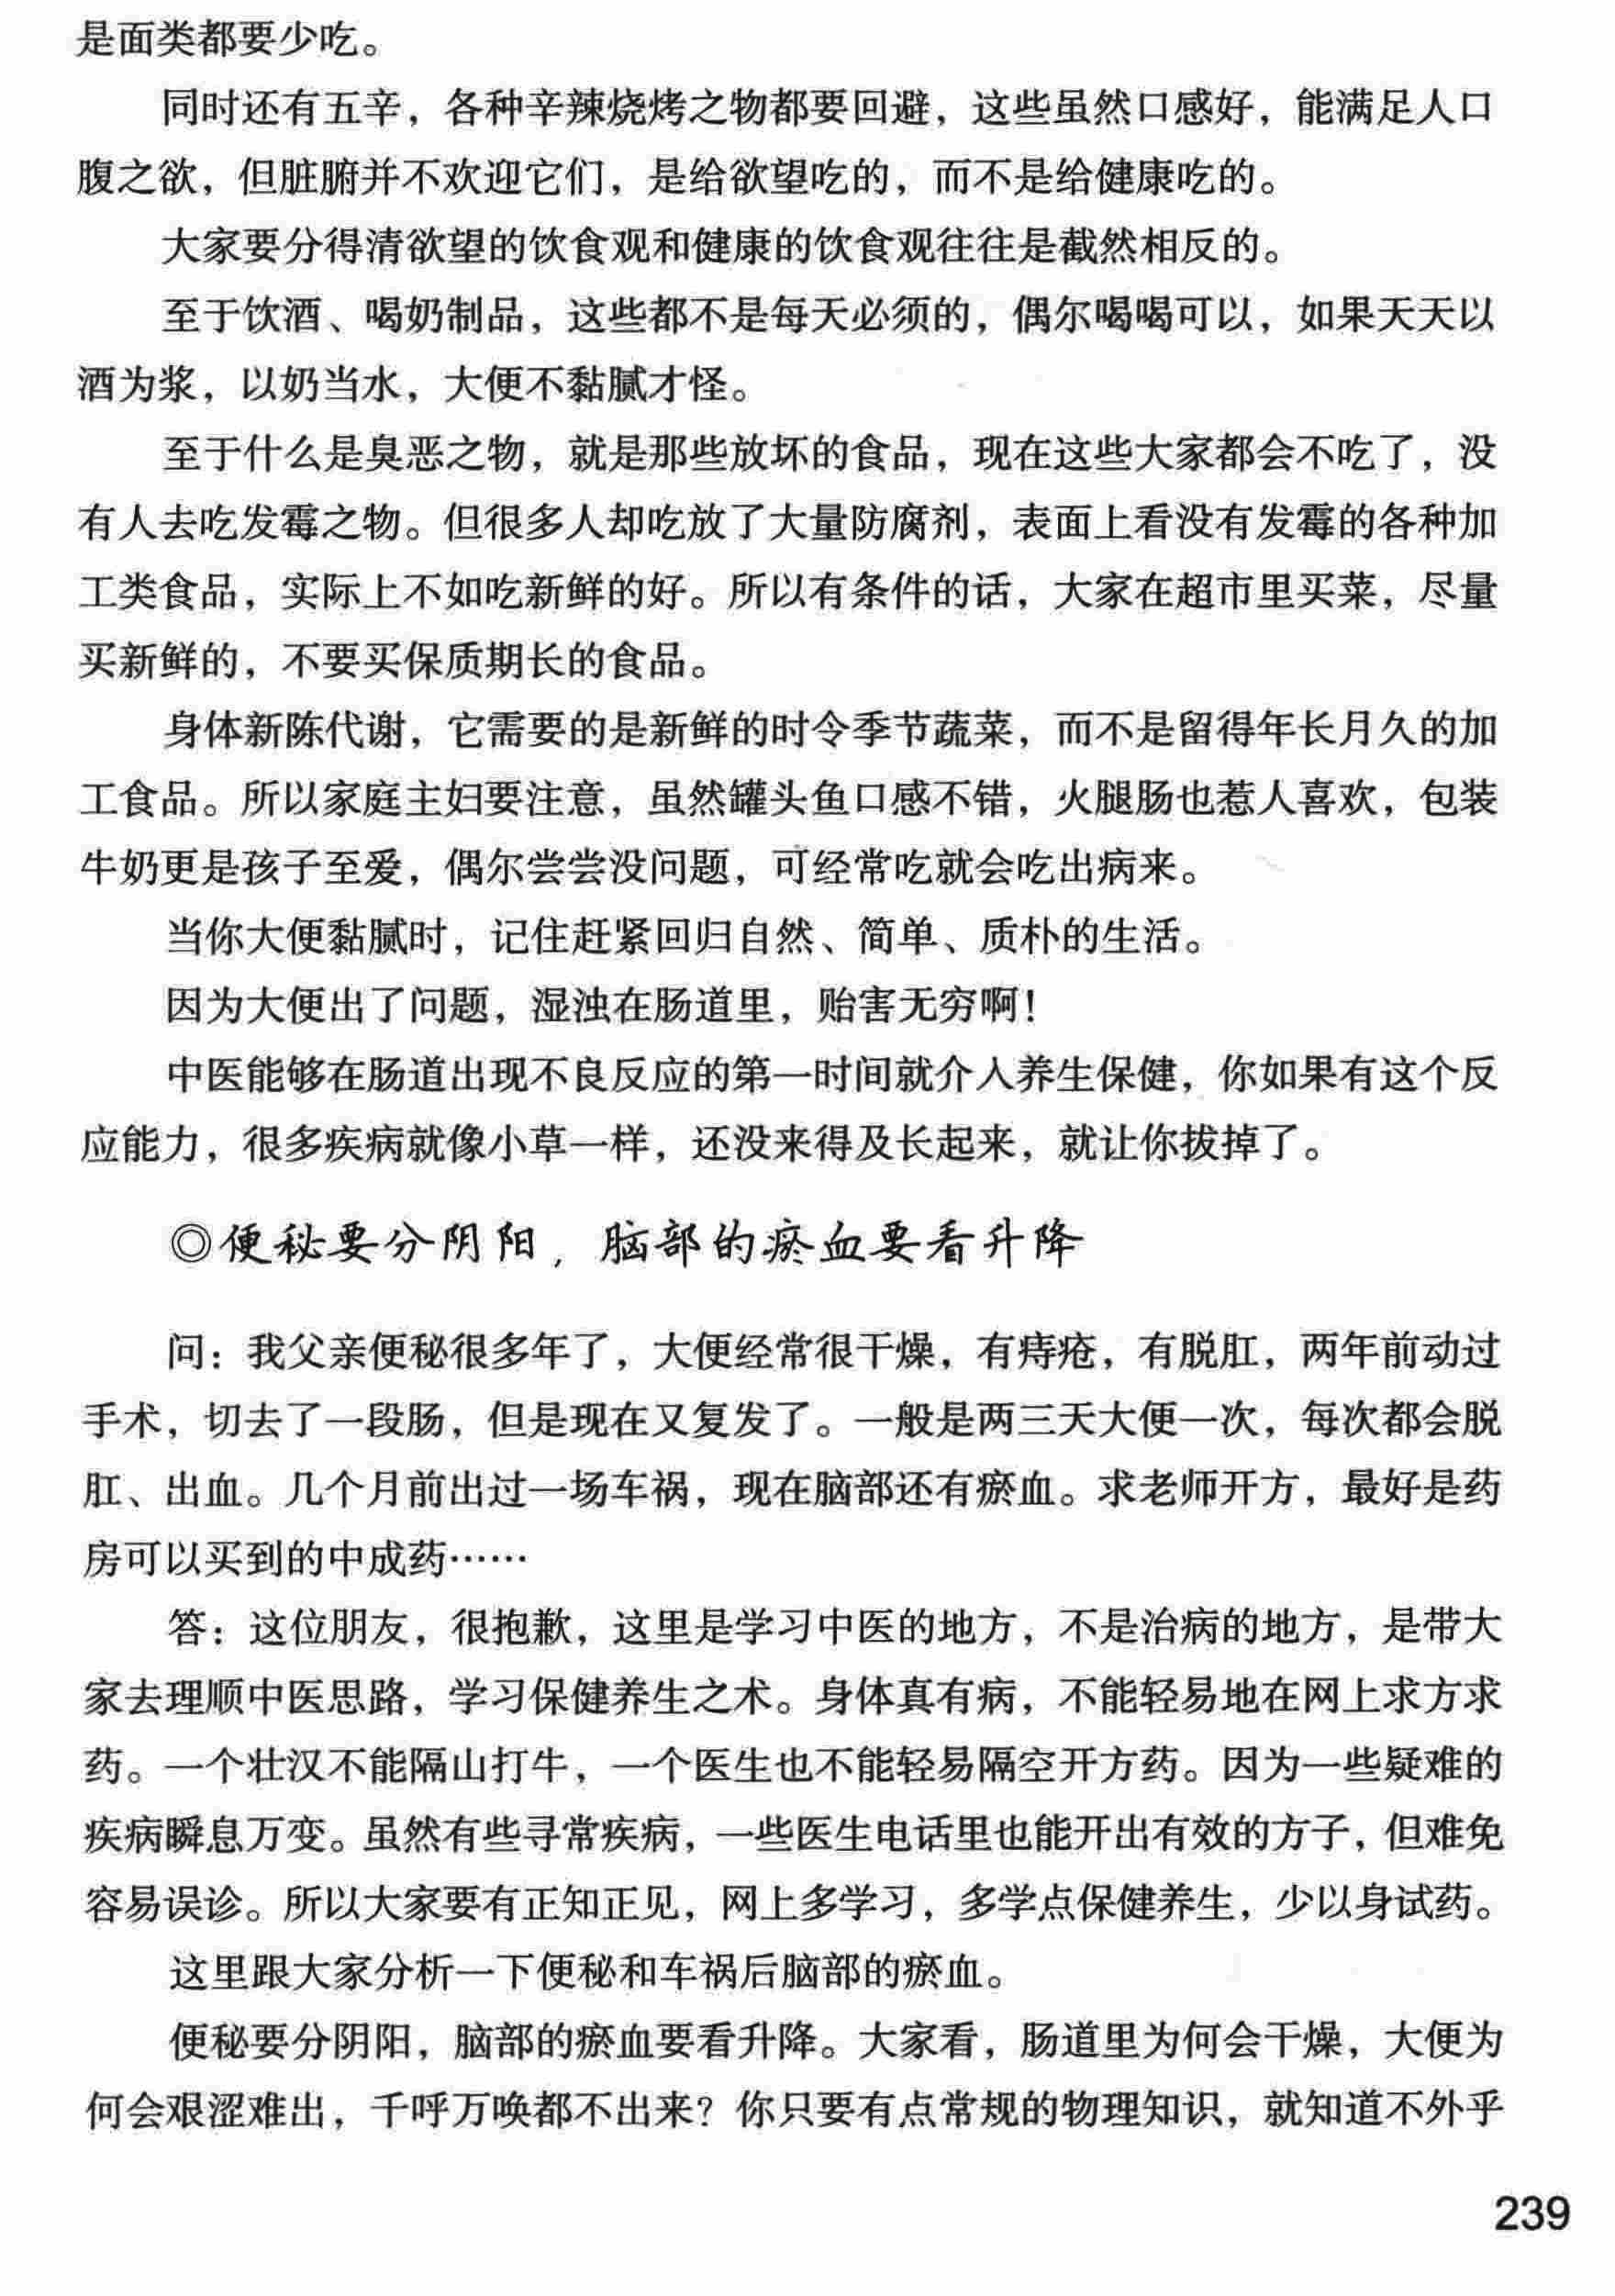 是面类都要少吃。
同时还有五辛，各种辛辣烧烤之物都要回避，这些虽然口感好，能满足人口
腹之欲，但脏腑并不欢迎它们，是给欲望吃的，而不是给健康吃的。
大家要分得清欲望的饮食观和健康的饮食观往往是截然相反的。
至于饮酒、喝奶制品，这些都不是每天必须的，偶尔喝喝可以，如果天天以
酒为浆，以奶当水，大便不黏腻才怪。
至于什么是臭恶之物，就是那些放坏的食品，现在这些大家都会不吃了，没
有人去吃发霉之物。但很多人却吃放了大量防腐剂，表面上看没有发霉的各种加
工类食品，实际上不如吃新鲜的好。所以有条件的话，大家在超市里买菜，尽量
买新鲜的，不要买保质期长的食品。
身体新陈代谢，它需要的是新鲜的时令季节蔬菜，而不是留得年长月久的加
工食品。所以家庭主妇要注意，虽然罐头鱼口感不错，火腿肠也惹人喜欢，包装
牛奶更是孩子至爱，偶尔尝尝没问题，可经常吃就会吃出病来。
当你大便黏腻时，记住赶紧回归自然、简单、质朴的生活。
因为大便出了问题，湿浊在肠道里，贻害无穷啊！
中医能够在肠道出现不良反应的第一时间就介入养生保健，你如果有这个反
应能力，很多疾病就像小草一样，还没来得及长起来，就让你拔掉了。
◎便秘要分阴阳，脑部的瘀血要看升降
问：我父亲便秘很多年了，大便经常很干燥，有痔疮，有脱肛，两年前动过
手术，切去了一段肠，但是现在又复发了。一般是两三天大便一次，每次都会脱
肛、出血。几个月前出过一场车祸，现在脑部还有瘀血。求老师开方，最好是药
房可以买到的中成药……
答：这位朋友，很抱歉，这里是学习中医的地方，不是治病的地方，是带大
家去理顺中医思路，学习保健养生之术。身体真有病，不能轻易地在网上求方求
药。一个壮汉不能隔山打牛，一个医生也不能轻易隔空开方药。因为一些疑难的
疾病瞬息万变。虽然有些寻常疾病，一些医生电话里也能开出有效的方子，但难免
容易误诊。所以大家要有正知正见，网上多学习，多学点保健养生，少以身试药。
这里跟大家分析一下便秘和车祸后脑部的瘀血。
便秘要分阴阳，脑部的瘀血要看升降。大家看，肠道里为何会干燥，大便为
何会艰涩难出，千呼万唤都不出来？你只要有点常规的物理知识，就知道不外乎
239